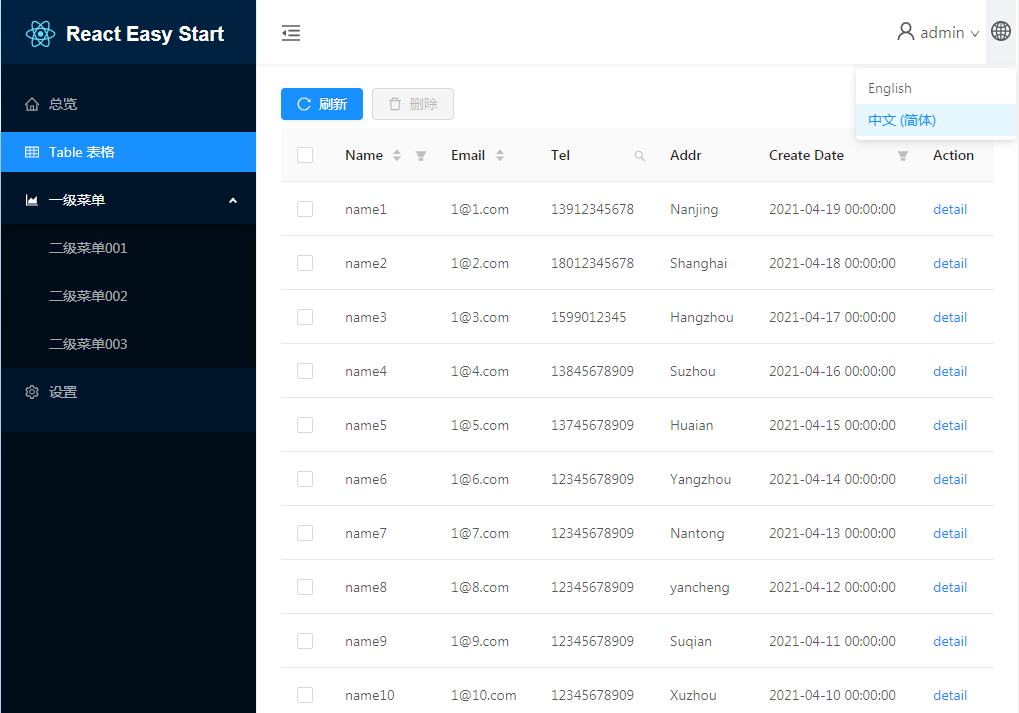 React Easy Start
admin
English
中文 (简体)
总览
Table 表格
一级菜单
二级菜单001
二级菜单002
二级菜单003
设置
刷新 删除
Name Email Tel Addr Create Date Action
name1 1@1.com 13912345678 Nanjing 2021-04-19 00:00:00 detail
name2 1@2.com 18012345678 Shanghai 2021-04-18 00:00:00 detail
name3 1@3.com 1599012345 Hangzhou 2021-04-17 00:00:00 detail
name4 1@4.com 13845678909 Suzhou 2021-04-16 00:00:00 detail
name5 1@5.com 13745678909 Huaian 2021-04-15 00:00:00 detail
name6 1@6.com 12345678909 Yangzhou 2021-04-14 00:00:00 detail
name7 1@7.com 12345678909 Nantong 2021-04-13 00:00:00 detail
name8 1@8.com 12345678909 yancheng 2021-04-12 00:00:00 detail
name9 1@9.com 12345678909 Suqian 2021-04-11 00:00:00 detail
name10 1@10.com 12345678909 Xuzhou 2021-04-10 00:00:00 detail